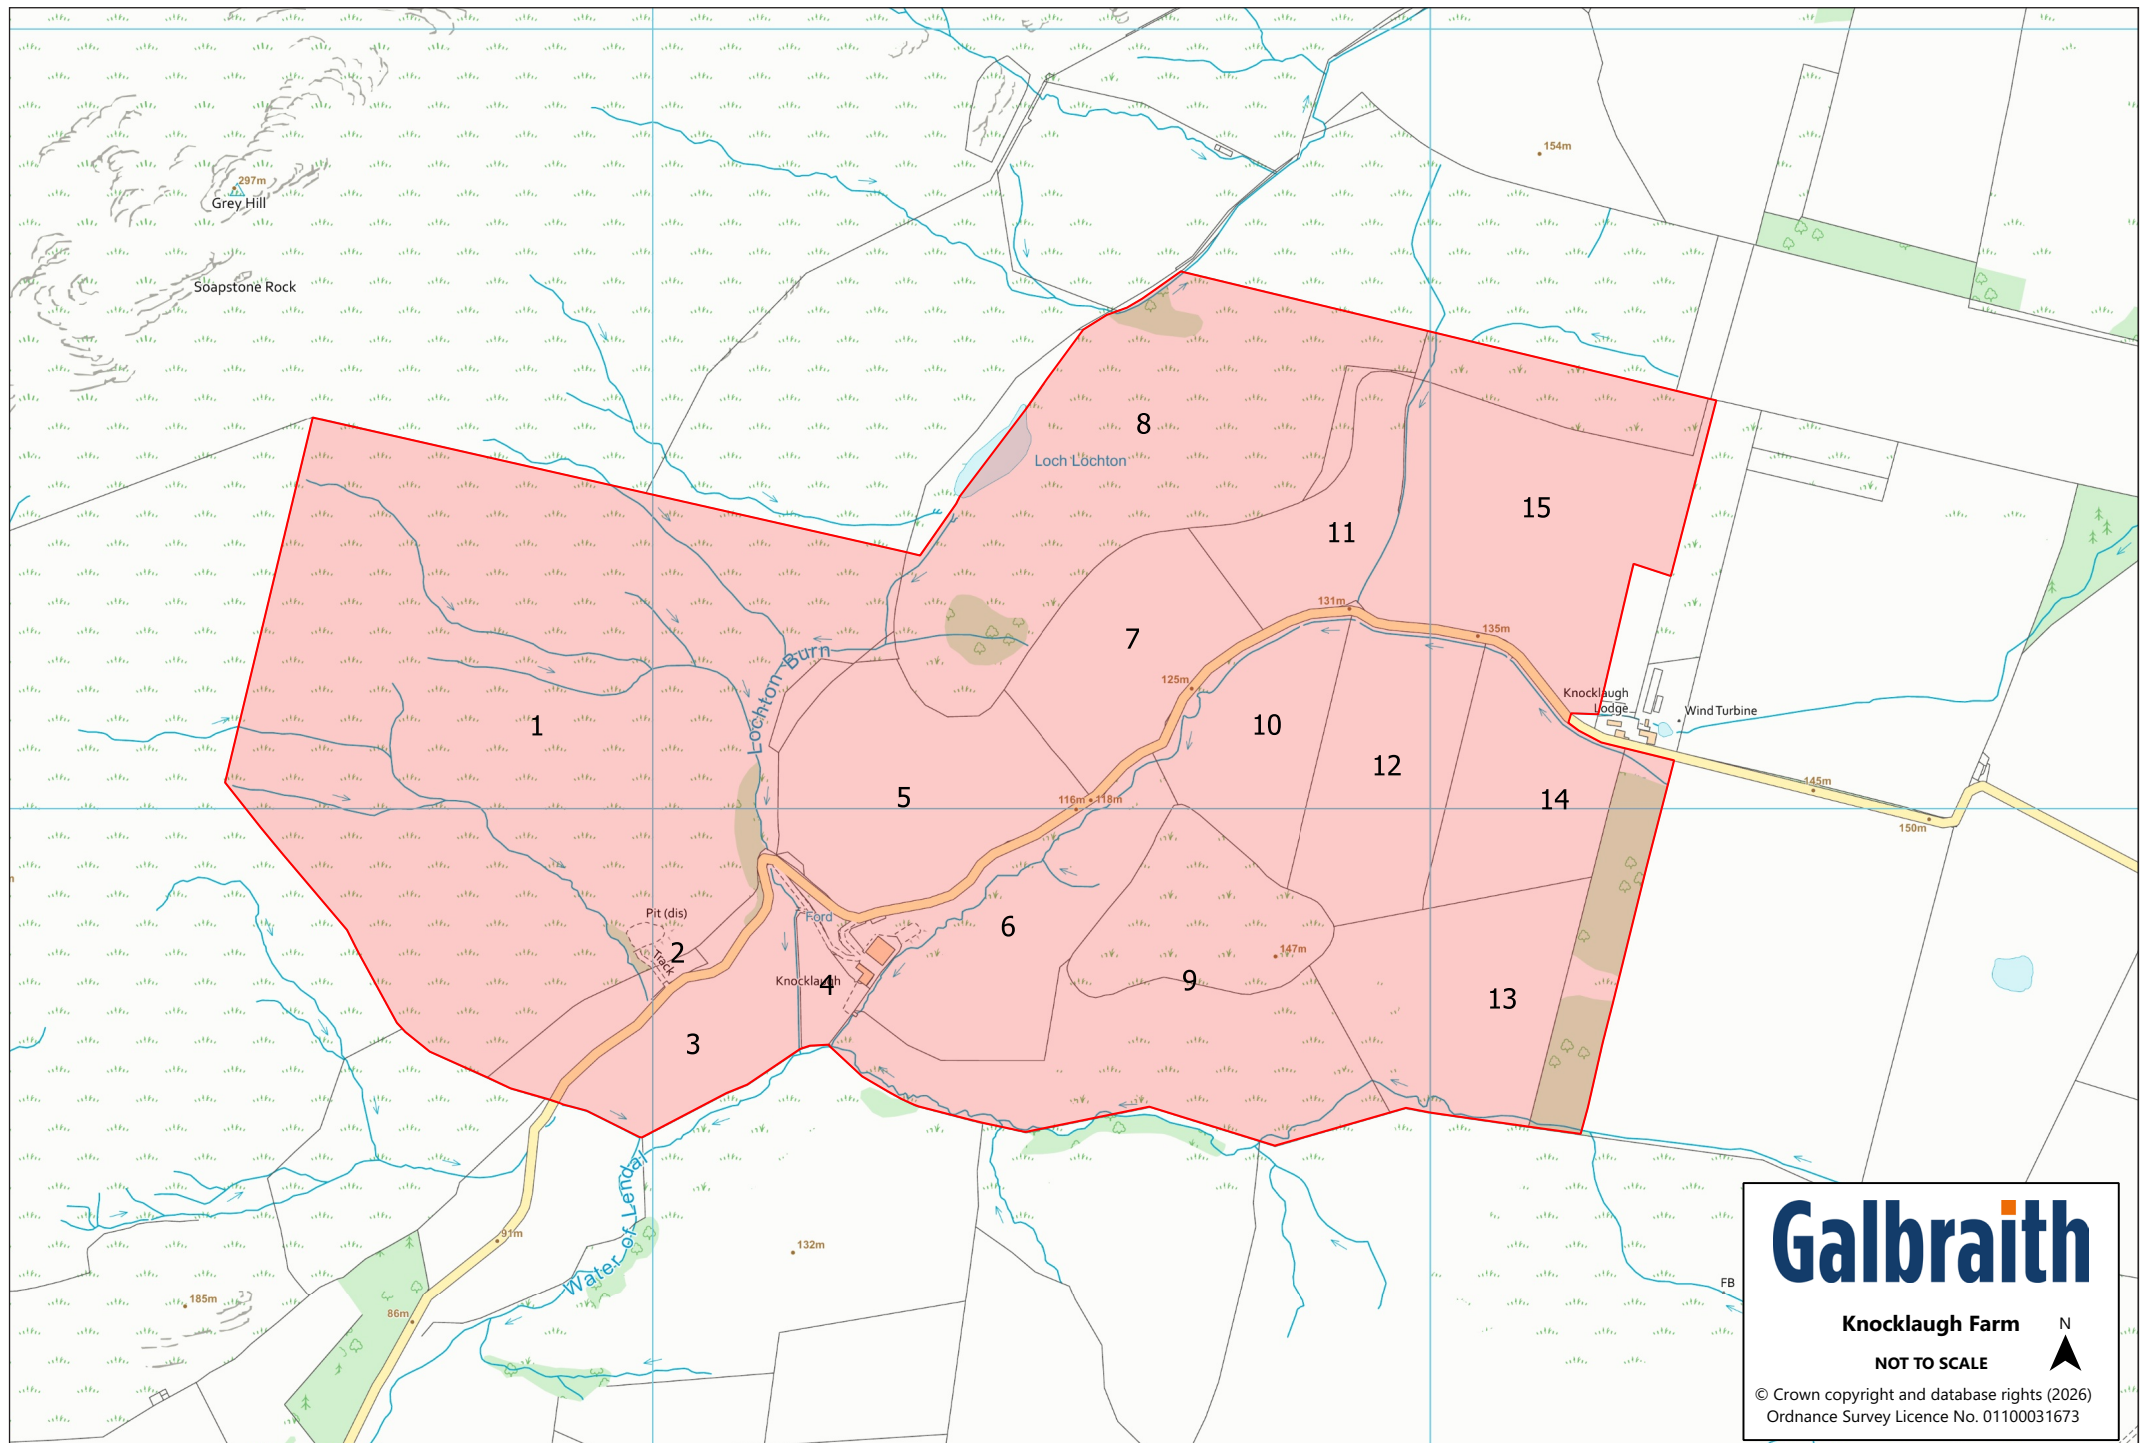 154m
297m
Grey Hill
Soapstone Rock
8
Loch Lochton
15
11
131m
135m
7
Lochton Burn
125m
Knocklaugh
Lodge
Wind Turbine
1
10
12
5
116m
118m
14
145m
150m
Pit (dis)
Ford
2
Track
6
147m
Knocklaugh
4
9
13
3
Water of Lendal
91m
132m
185m
86m
FB
Galbraith
Knocklaugh Farm
N
NOT TO SCALE
© Crown copyright and database rights (2026)
Ordnance Survey Licence No. 01100031673